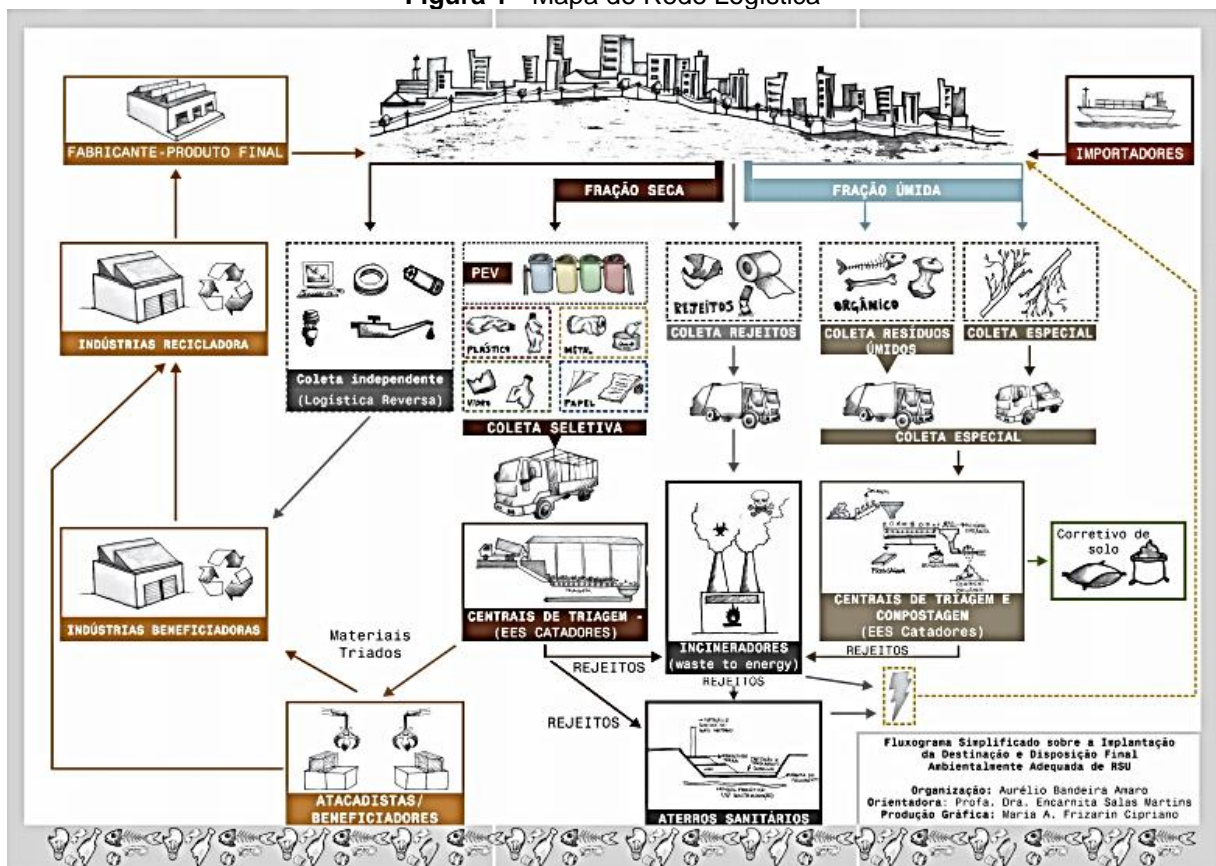 Figura 1 - Mapa de Rede Logística
FABRICANTE-PRODUTO FINAL
IMPORTADORES
FRAÇÃO SECA
FRAÇÃO ÚMIDA
PEV
REJEITOS
ORGÂNICO
PLÁSTICO
METAL
VIDRO
PAPEL
COLETA REJEITOS
COLETA RESÍDUOS
ÚMIDOS
COLETA ESPECIAL
INDÚSTRIAS RECICLADORA
Coleta independente
(Logística Reversa)
COLETA SELETIVA
COLETA ESPECIAL
Corretivo de
solo
INDÚSTRIAS BENEFICIADORAS
CENTRAIS DE TRIAGEM -
(EES CATADORES)
CENTRAIS DE TRIAGEM E
COMPOSTAGEM
(EES Catadores)
INCINERADORES
(waste to energy)
Materiais
Triados
REJEITOS
REJEITOS
REJEITOS
REJEITOS
ATACADISTAS/
BENEFICIADORES
ATERROS SANITÁRIOS
Fluxograma Simplificado sobre a Implantação
da Destinação e Disposição Final
Ambientalmente Adequada de RSU
Organização: Aurélio Bandeira Amaro
Orientadora: Profa. Dra. Encarnita Salas Martins
Produção Gráfica: Maria A. Frizarin Cipriano